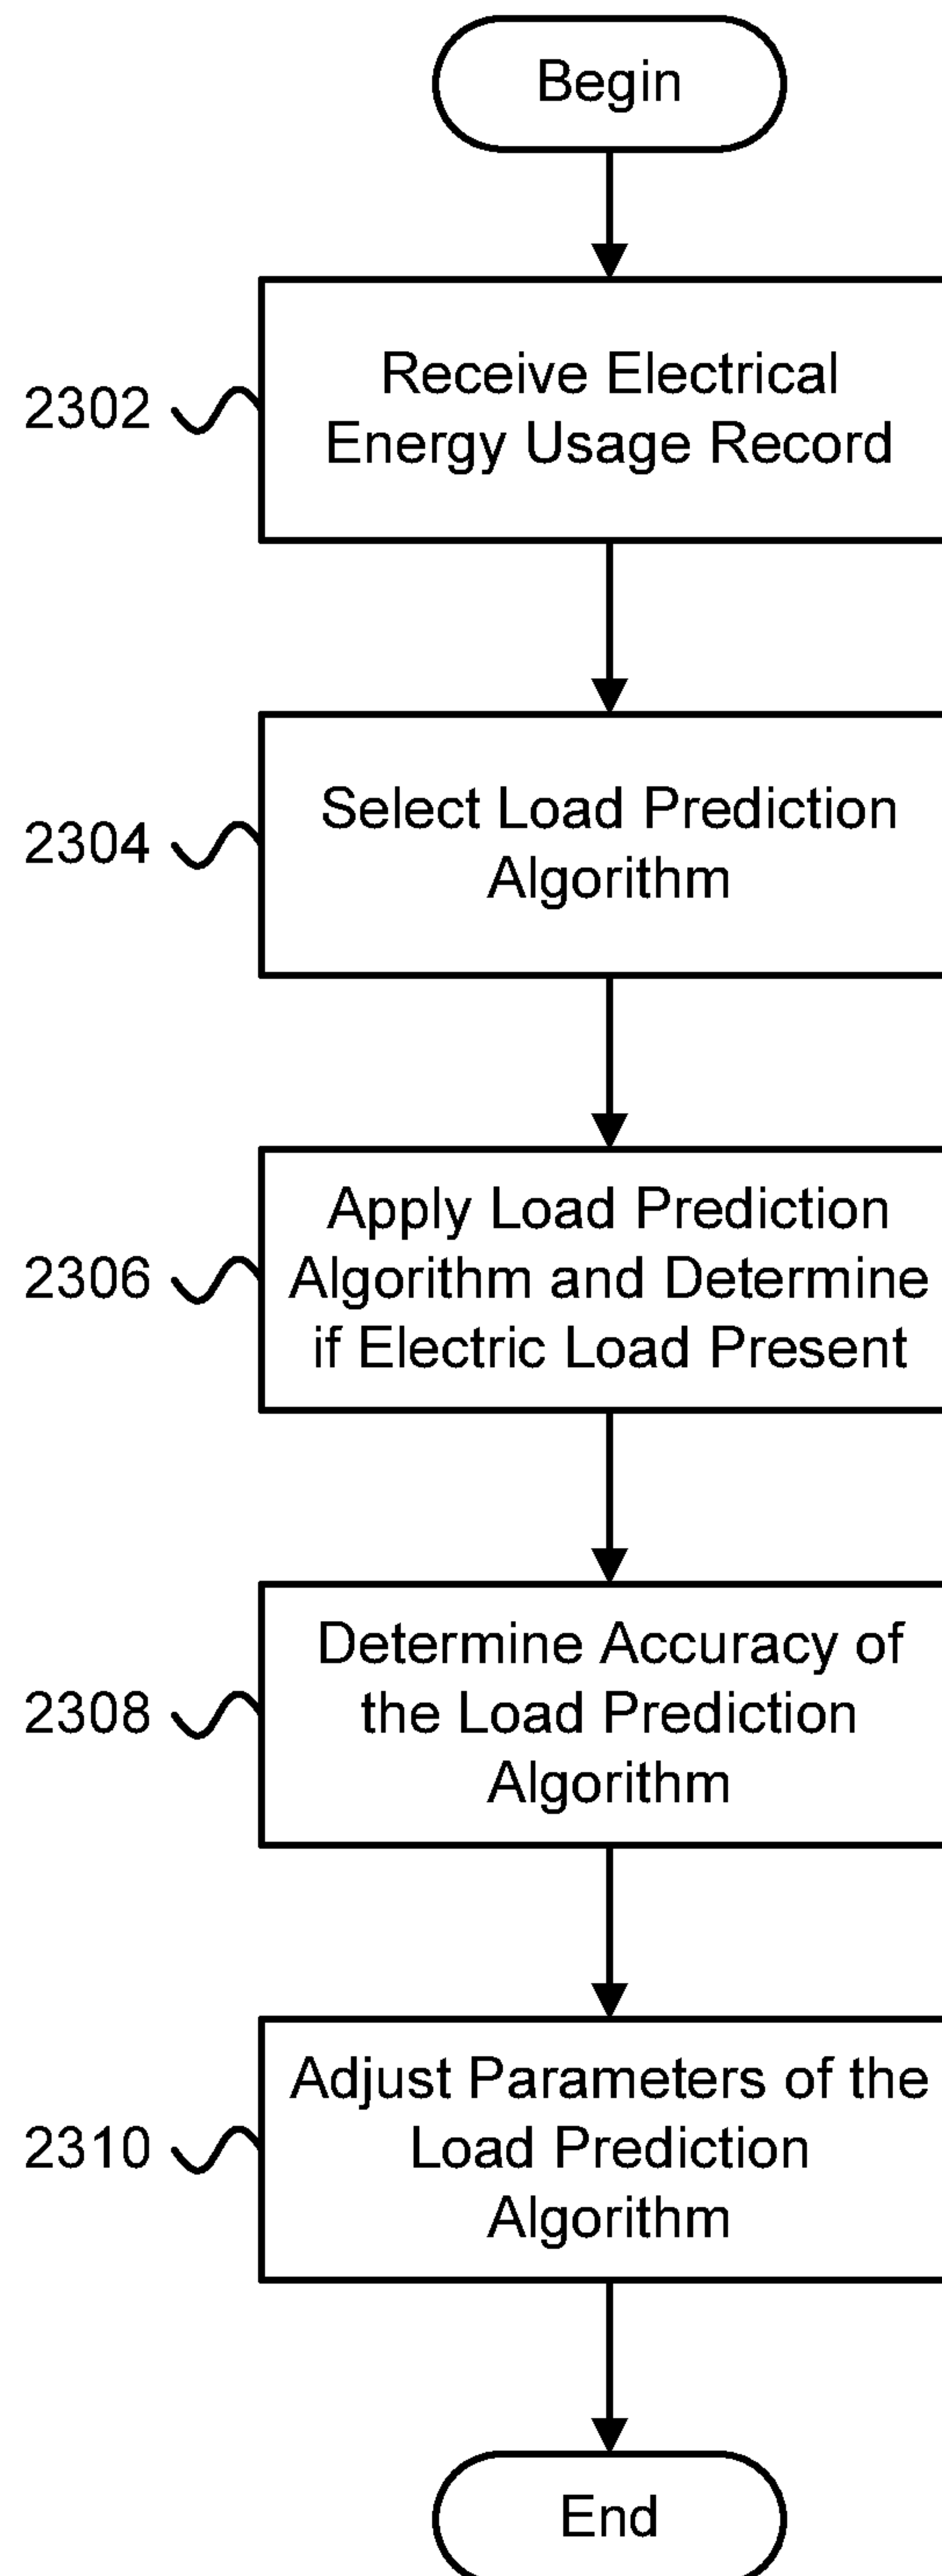 Begin
2302
Receive Electrical
Energy Usage Record
2304
Select Load Prediction
Algorithm
2306
Apply Load Prediction
Algorithm and Determine
if Electric Load Present
2308
Determine Accuracy of
the Load Prediction
Algorithm
2310
Adjust Parameters of the
Load Prediction
Algorithm
End